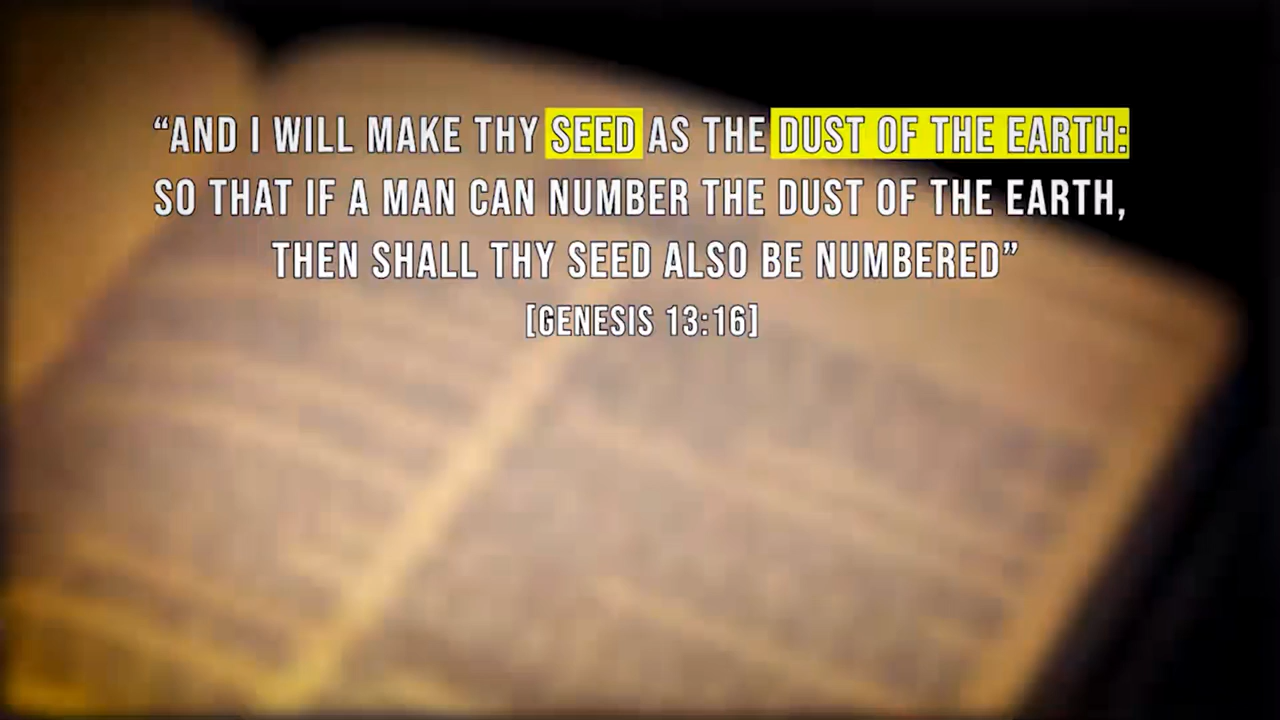 “AND I WILL MAKE THY SEED AS THE DUST OF THE EARTH:
SO THAT IF A MAN CAN NUMBER THE DUST OF THE EARTH,
THEN SHALL THY SEED ALSO BE NUMBERED”
[GENESIS 13:16]